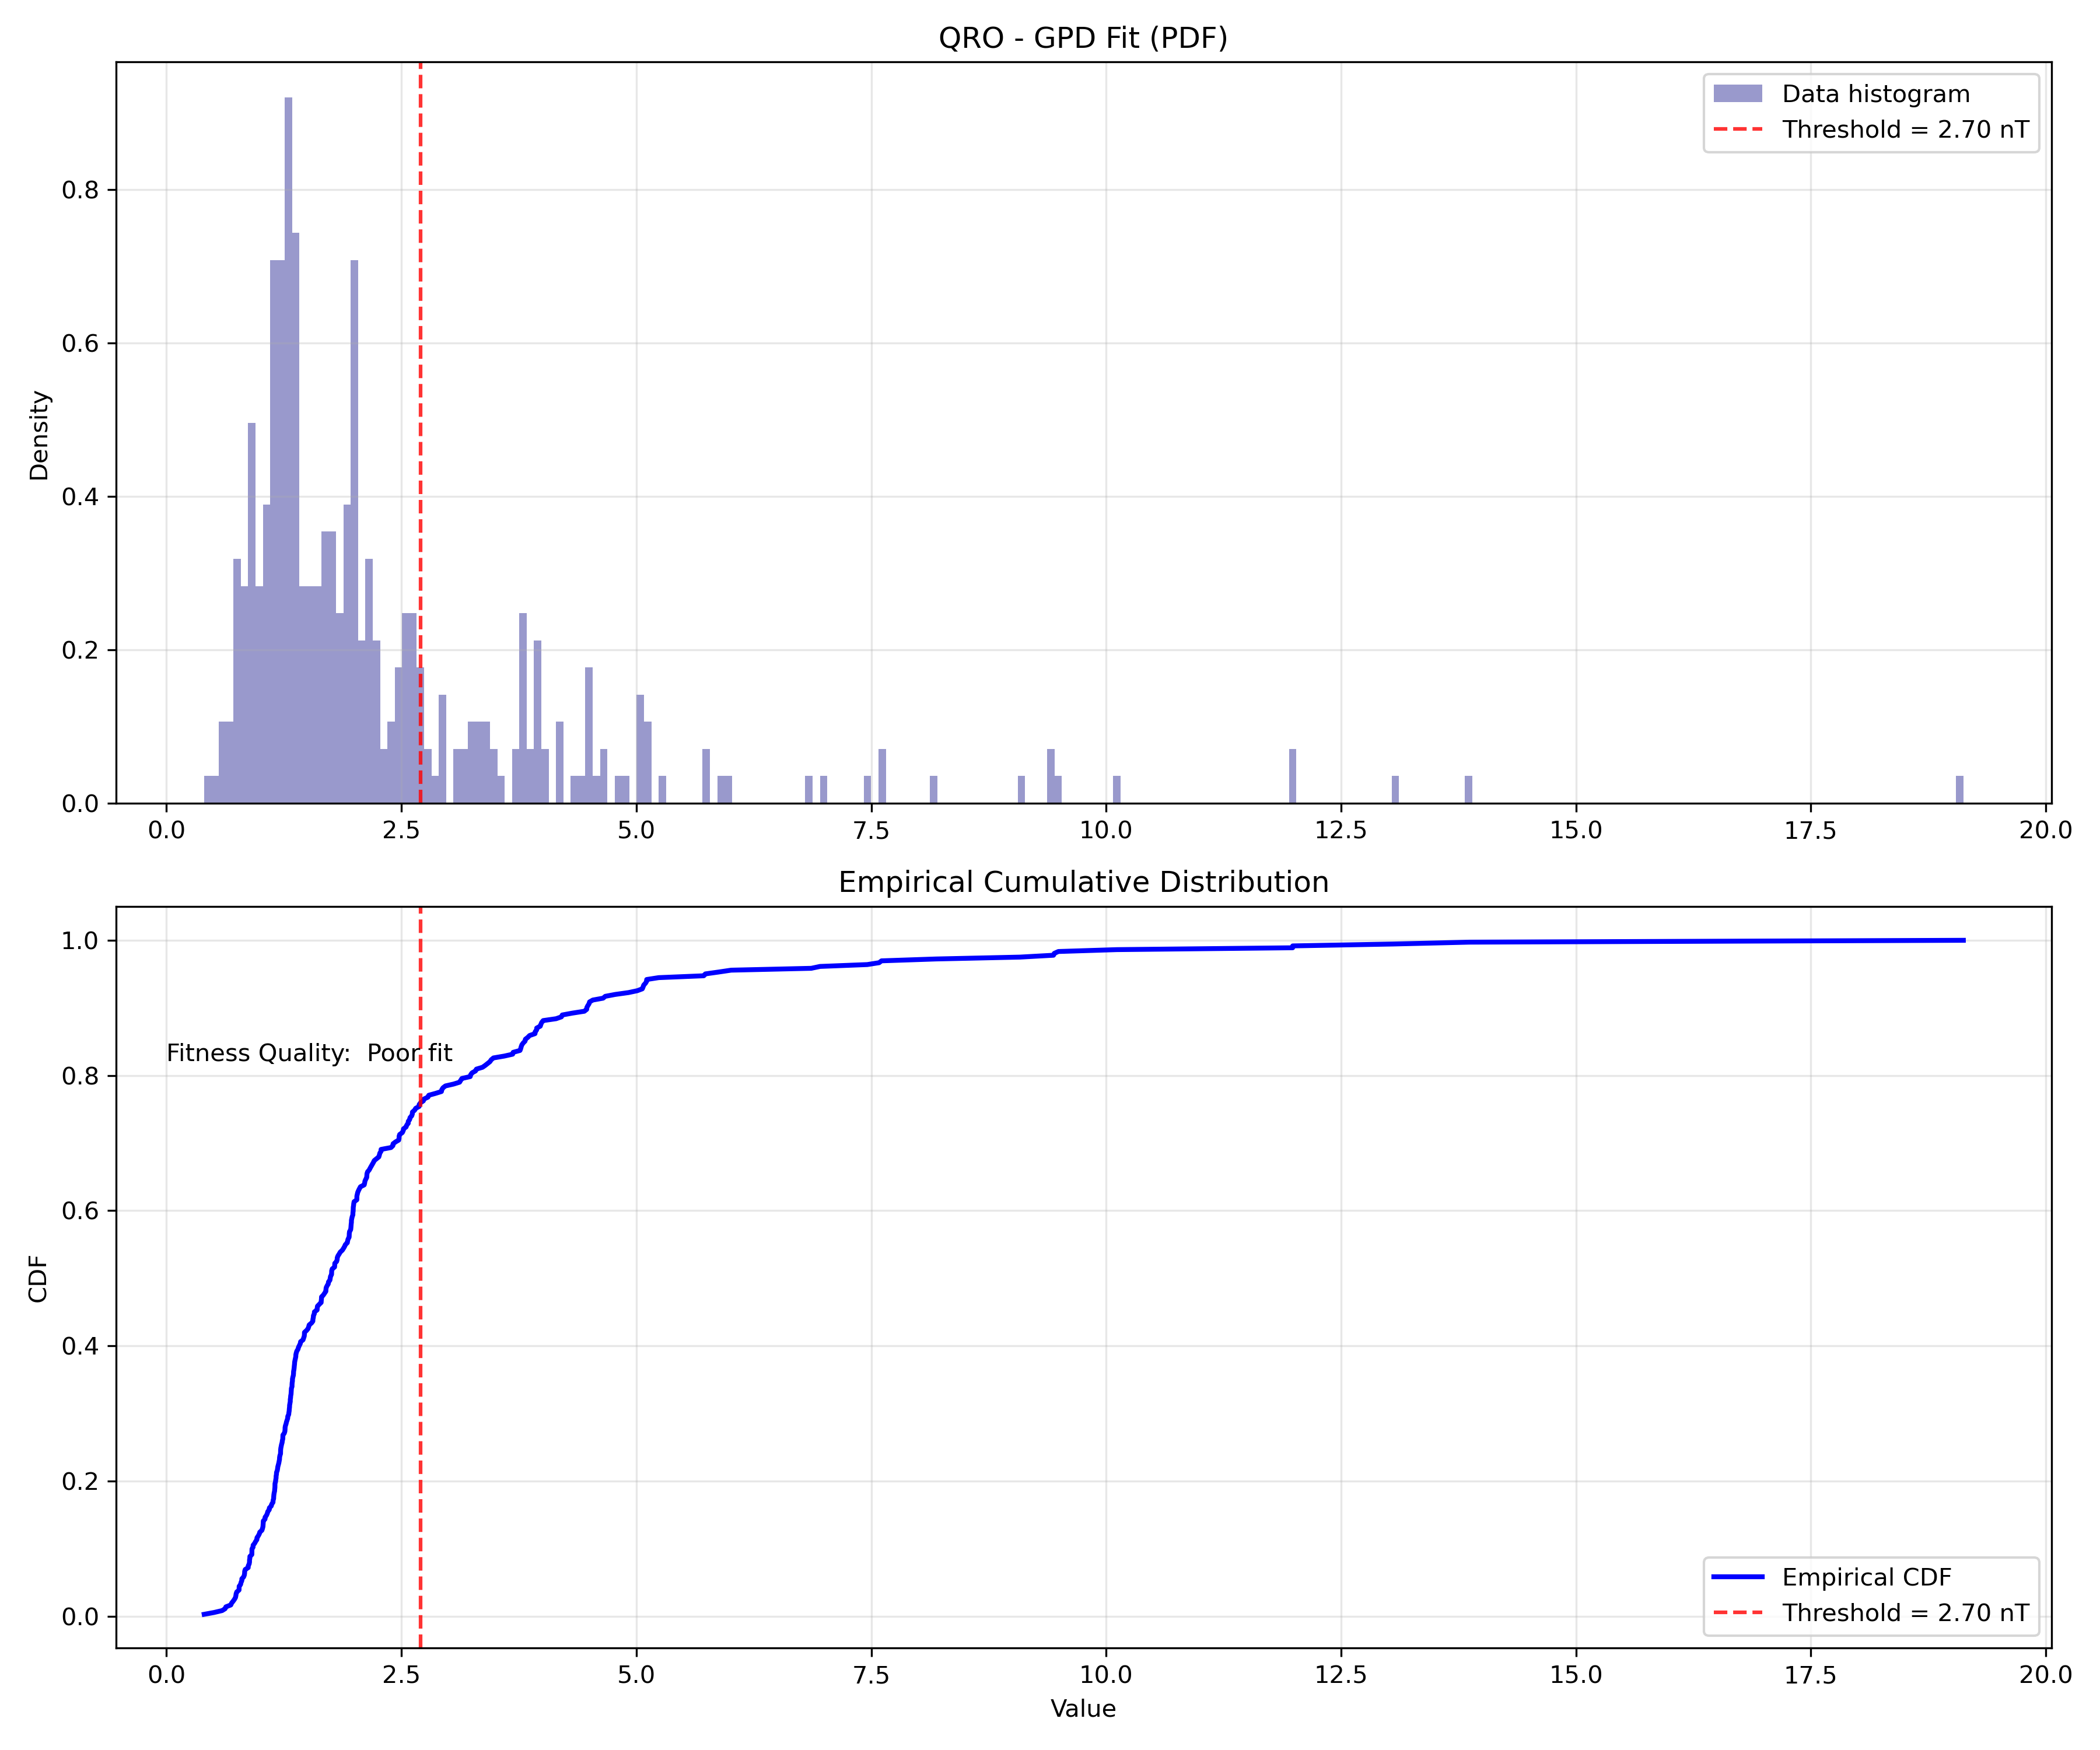 QRO - GPD Fit (PDF)
Data histogram
Threshold = 2.70 nT
Density
0.8
0.6
0.4
0.2
0.0
0.0 2.5 5.0 7.5 10.0 12.5 15.0 17.5 20.0
Empirical Cumulative Distribution
Fitness Quality:  Poor fit
CDF
1.0
0.8
0.6
0.4
0.2
0.0
Empirical CDF
Threshold = 2.70 nT
0.0 2.5 5.0 7.5 10.0 12.5 15.0 17.5 20.0
Value